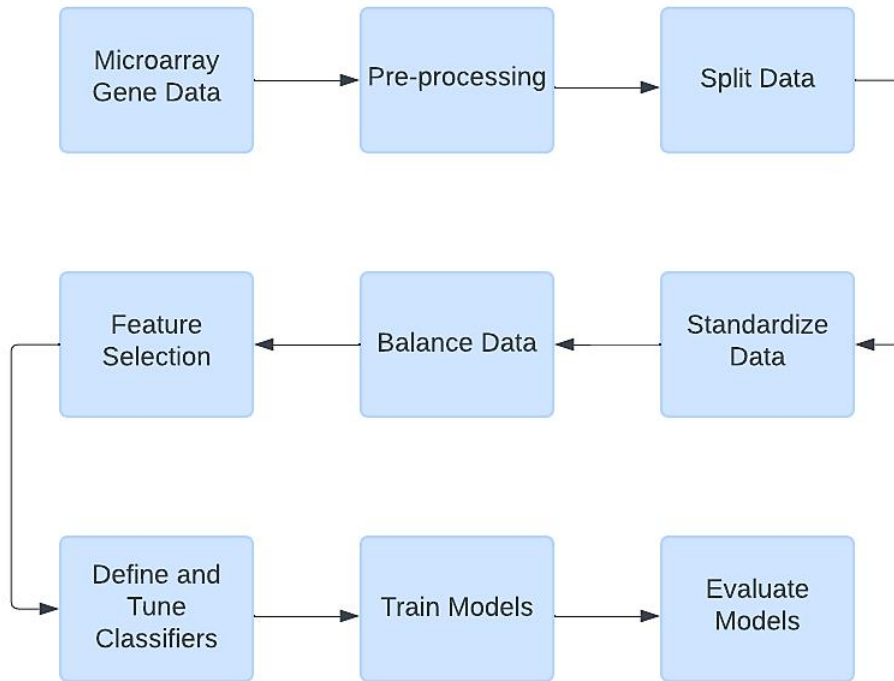 Microarray
Gene Data
Pre-processing
Split Data
Feature
Selection
Balance Data
Standardize
Data
Define and
Tune
Classifiers
Train Models
Evaluate
Models